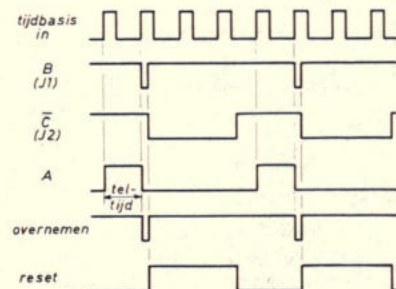 tijdbasis
in
B
(J1)
C̅
(J2)
A
tel-
tijd
overnemen
reset